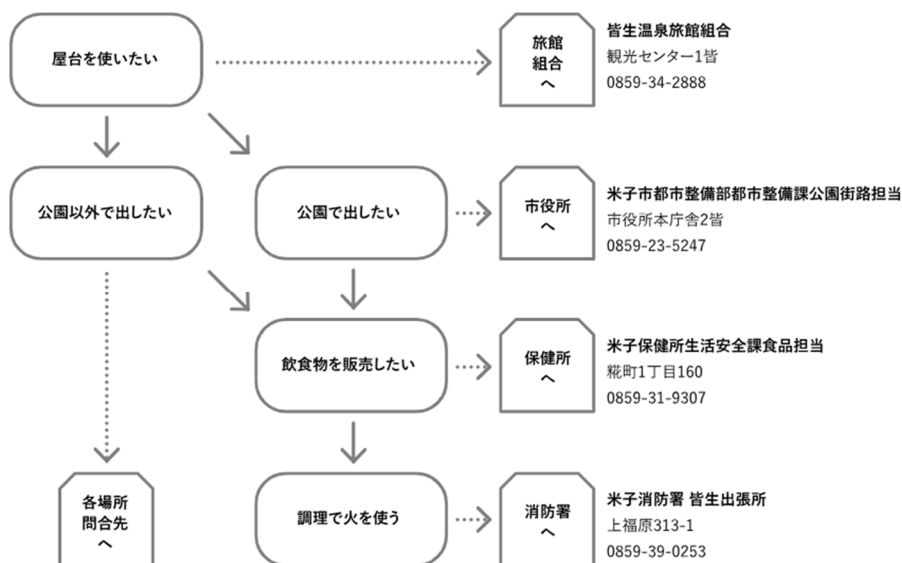 屋台を使いたい
旅館
組合
へ
皆生温泉旅館組合
観光センター1皆
0859-34-2888
公園以外で出したい
公園で出したい
市役所
へ
米子市都市整備部都市整備課公園街路担当
市役所本庁舎2皆
0859-23-5247
飲食物を販売したい
保健所
へ
米子保健所生活安全課食品担当
糀町1丁目160
0859-31-9307
各場所
問合先
へ
調理で火を使う
消防署
へ
米子消防署 皆生出張所
上福原313-1
0859-39-0253